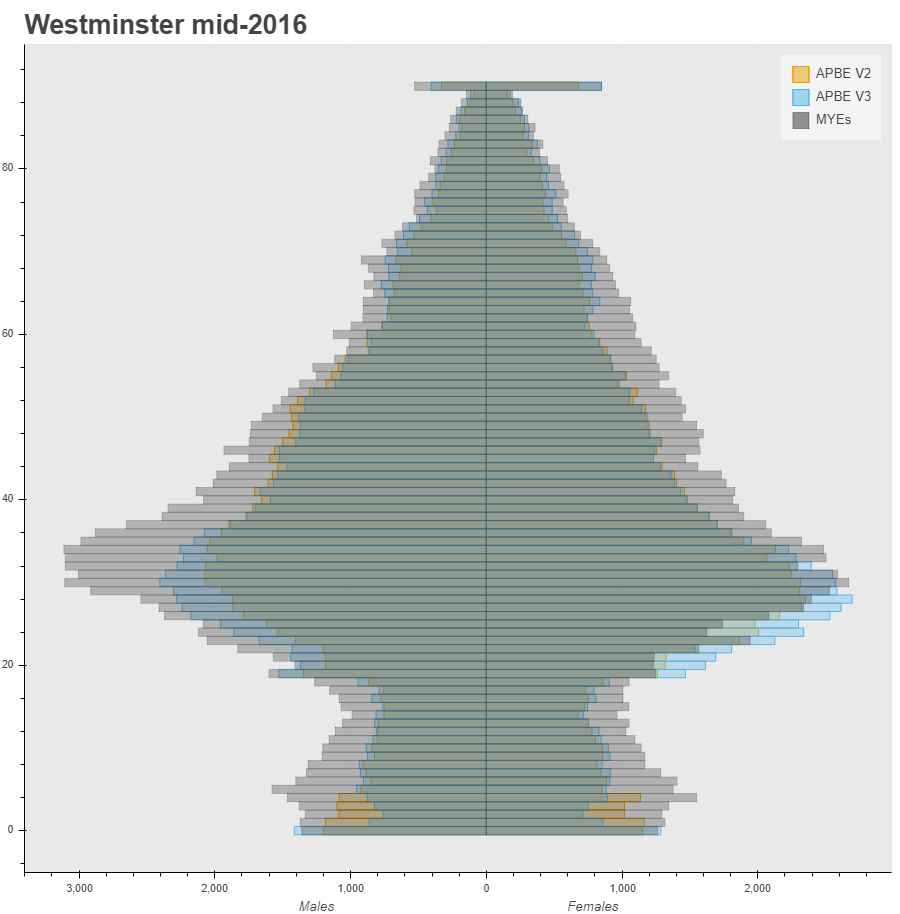 Westminster mid-2016
APBE V2
APBE V3
MYEs
80
60
40
20
0
3,000
2,000
1,000
0
1,000
2,000
Males
Females